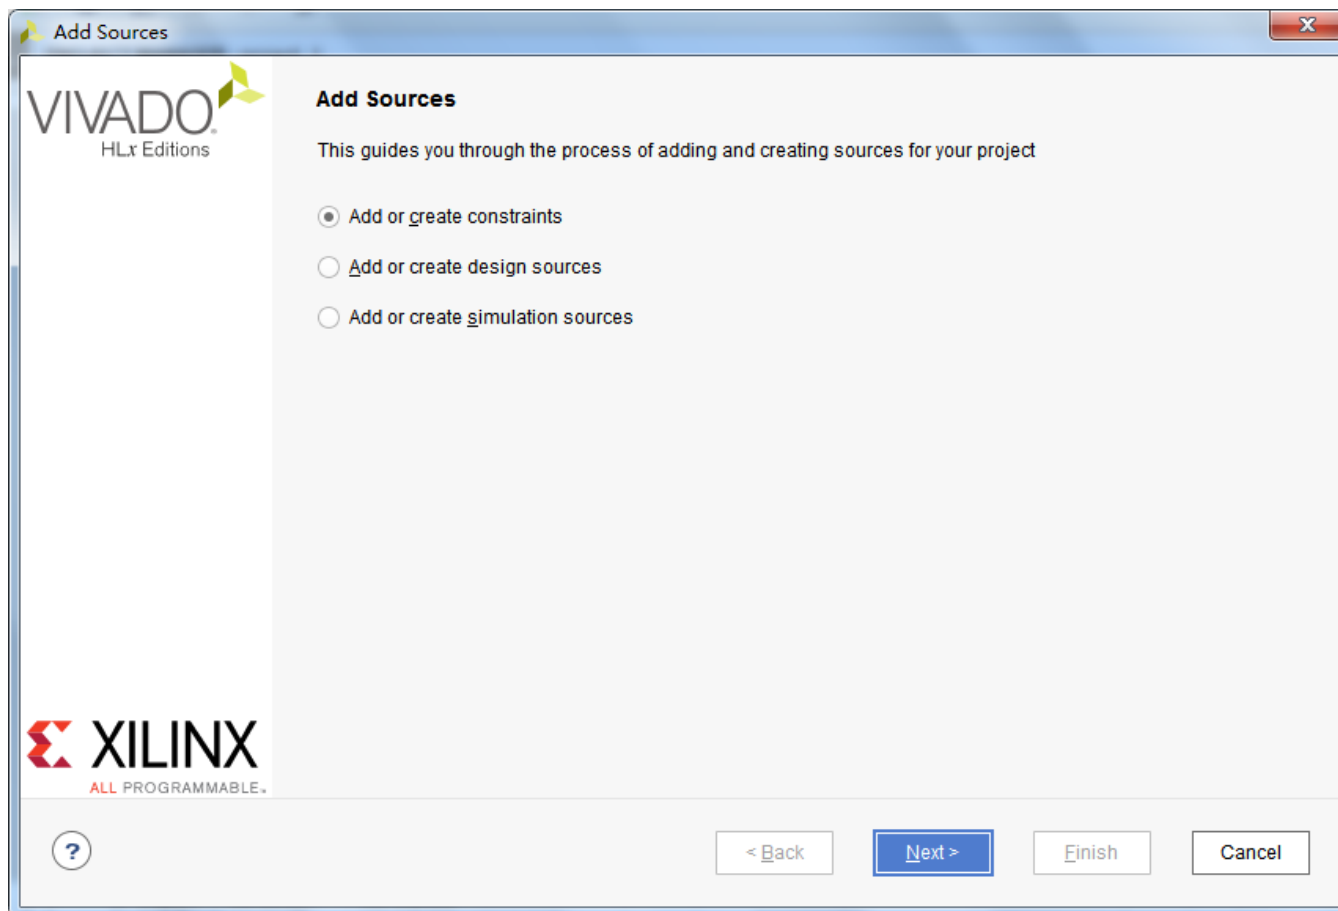 Add Sources
VIVADO
HLx Editions
Add Sources
This guides you through the process of adding and creating sources for your project
Add or create constraints
Add or create design sources
Add or create simulation sources
XILINX
ALL PROGRAMMABLE.
?
< Back
Next >
Finish
Cancel